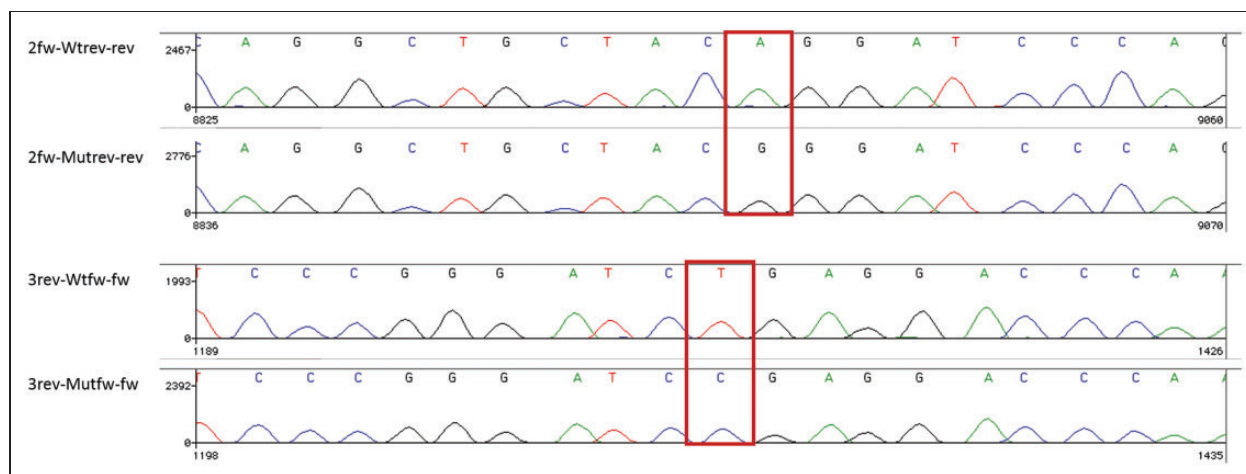 2fw-Wtrev-rev
C A G G C T G C T A C A G G A T C C C A G
2467
0
8825 9060
2fw-Mutrev-rev
C A G G C T G C T A C G G G A T C C C A G
2776
0
8836 9070
3rev-Wtfw-fw
T C C C G G G A T C T G A G G A C C C A A
1993
0
1189 1426
3rev-Mutfw-fw
T C C C G G G A T C C G A G G A C C C A A
2392
0
1198 1435